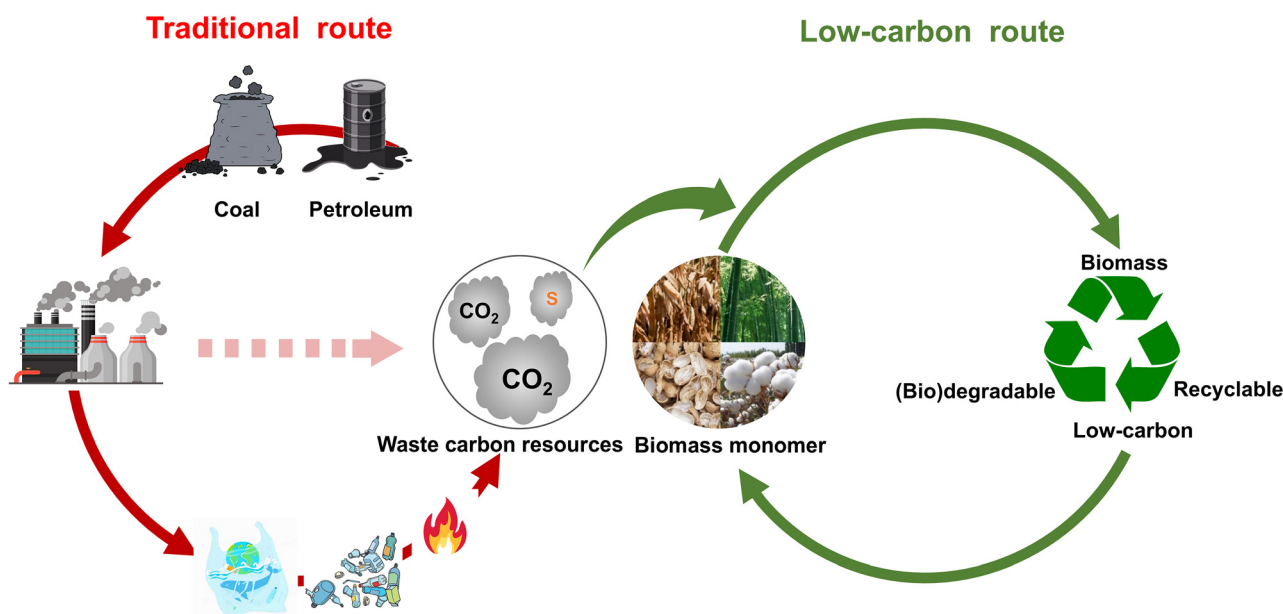 Traditional route
Low-carbon route
Coal
Petroleum
CO₂
S
CO₂
Waste carbon resources
Biomass monomer
Biomass
(Bio)degradable
Recyclable
Low-carbon